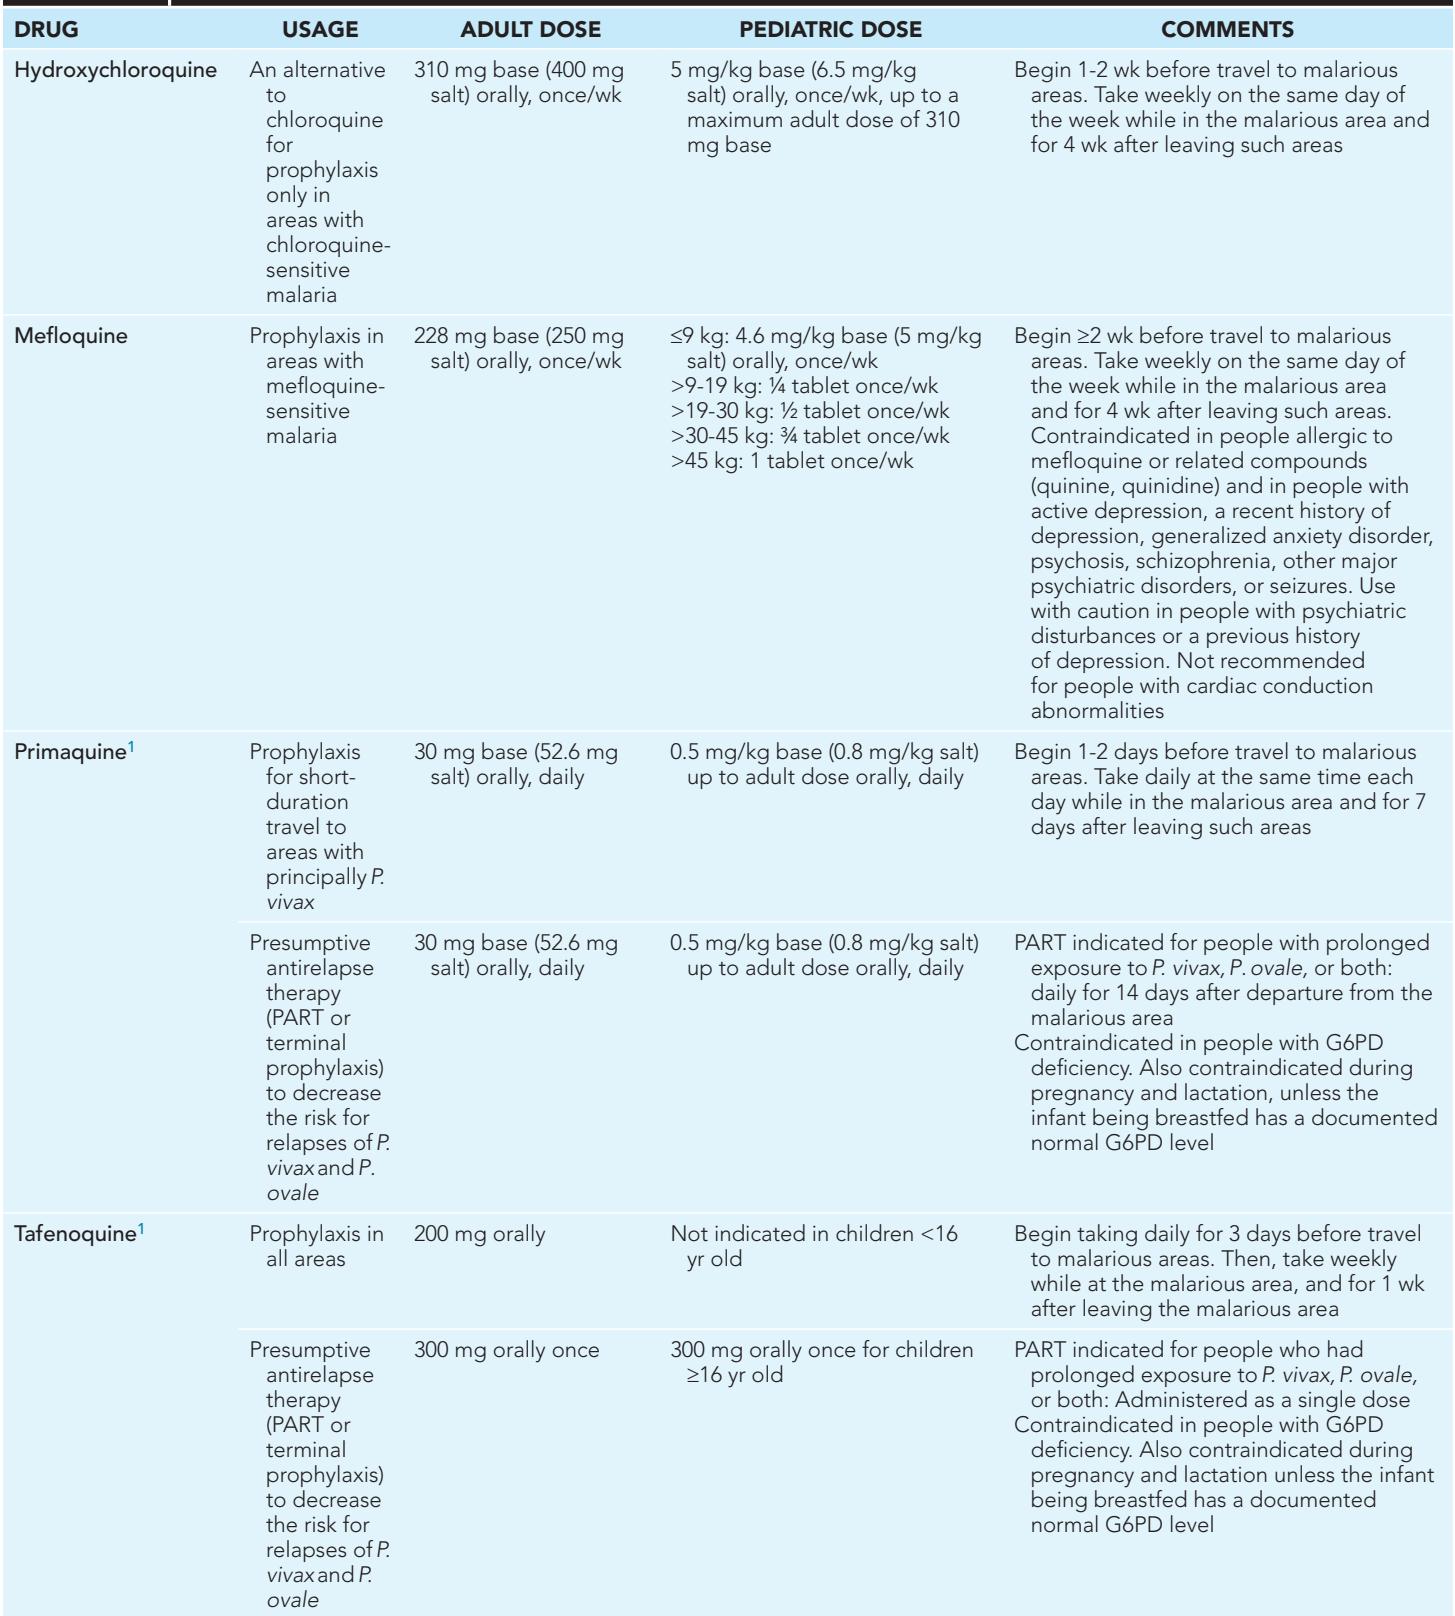 DRUG USAGE ADULT DOSE PEDIATRIC DOSE COMMENTS
Hydroxychloroquine
An alternative
to
chloroquine
for
prophylaxis
only in
areas with
chloroquine-
sensitive
malaria
310 mg base (400 mg
salt) orally, once/wk
5 mg/kg base (6.5 mg/kg
salt) orally, once/wk, up to a
maximum adult dose of 310
mg base
Begin 1-2 wk before travel to malarious
areas. Take weekly on the same day of
the week while in the malarious area and
for 4 wk after leaving such areas
Mefloquine
Prophylaxis in
areas with
mefloquine-
sensitive
malaria
228 mg base (250 mg
salt) orally, once/wk
≤9 kg: 4.6 mg/kg base (5 mg/kg
salt) orally, once/wk
>9-19 kg: ¼ tablet once/wk
>19-30 kg: ½ tablet once/wk
>30-45 kg: ¾ tablet once/wk
>45 kg: 1 tablet once/wk
Begin ≥2 wk before travel to malarious
areas. Take weekly on the same day of
the week while in the malarious area
and for 4 wk after leaving such areas.
Contraindicated in people allergic to
mefloquine or related compounds
(quinine, quinidine) and in people with
active depression, a recent history of
depression, generalized anxiety disorder,
psychosis, schizophrenia, other major
psychiatric disorders, or seizures. Use
with caution in people with psychiatric
disturbances or a previous history
of depression. Not recommended
for people with cardiac conduction
abnormalities
Primaquine1
Prophylaxis
for short-
duration
travel to
areas with
principally P.
vivax
30 mg base (52.6 mg
salt) orally, daily
0.5 mg/kg base (0.8 mg/kg salt)
up to adult dose orally, daily
Begin 1-2 days before travel to malarious
areas. Take daily at the same time each
day while in the malarious area and for 7
days after leaving such areas
Presumptive
antirelapse
therapy
(PART or
terminal
prophylaxis)
to decrease
the risk for
relapses of P.
vivax and P.
ovale
30 mg base (52.6 mg
salt) orally, daily
0.5 mg/kg base (0.8 mg/kg salt)
up to adult dose orally, daily
PART indicated for people with prolonged
exposure to P. vivax, P. ovale, or both:
daily for 14 days after departure from the
malarious area
Contraindicated in people with G6PD
deficiency. Also contraindicated during
pregnancy and lactation, unless the
infant being breastfed has a documented
normal G6PD level
Tafenoquine1
Prophylaxis in
all areas
200 mg orally
Not indicated in children <16
yr old
Begin taking daily for 3 days before travel
to malarious areas. Then, take weekly
while at the malarious area, and for 1 wk
after leaving the malarious area
Presumptive
antirelapse
therapy
(PART or
terminal
prophylaxis)
to decrease
the risk for
relapses of P.
vivax and P.
ovale
300 mg orally once
300 mg orally once for children
≥16 yr old
PART indicated for people who had
prolonged exposure to P. vivax, P. ovale,
or both: Administered as a single dose
Contraindicated in people with G6PD
deficiency. Also contraindicated during
pregnancy and lactation unless the infant
being breastfed has a documented
normal G6PD level